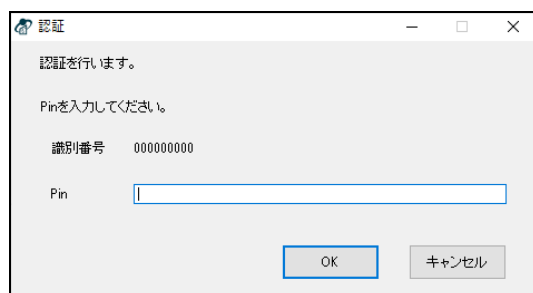 認証
認証を行います。
Pinを入力してください。
識別番号 000000000
Pin
OK キャンセル